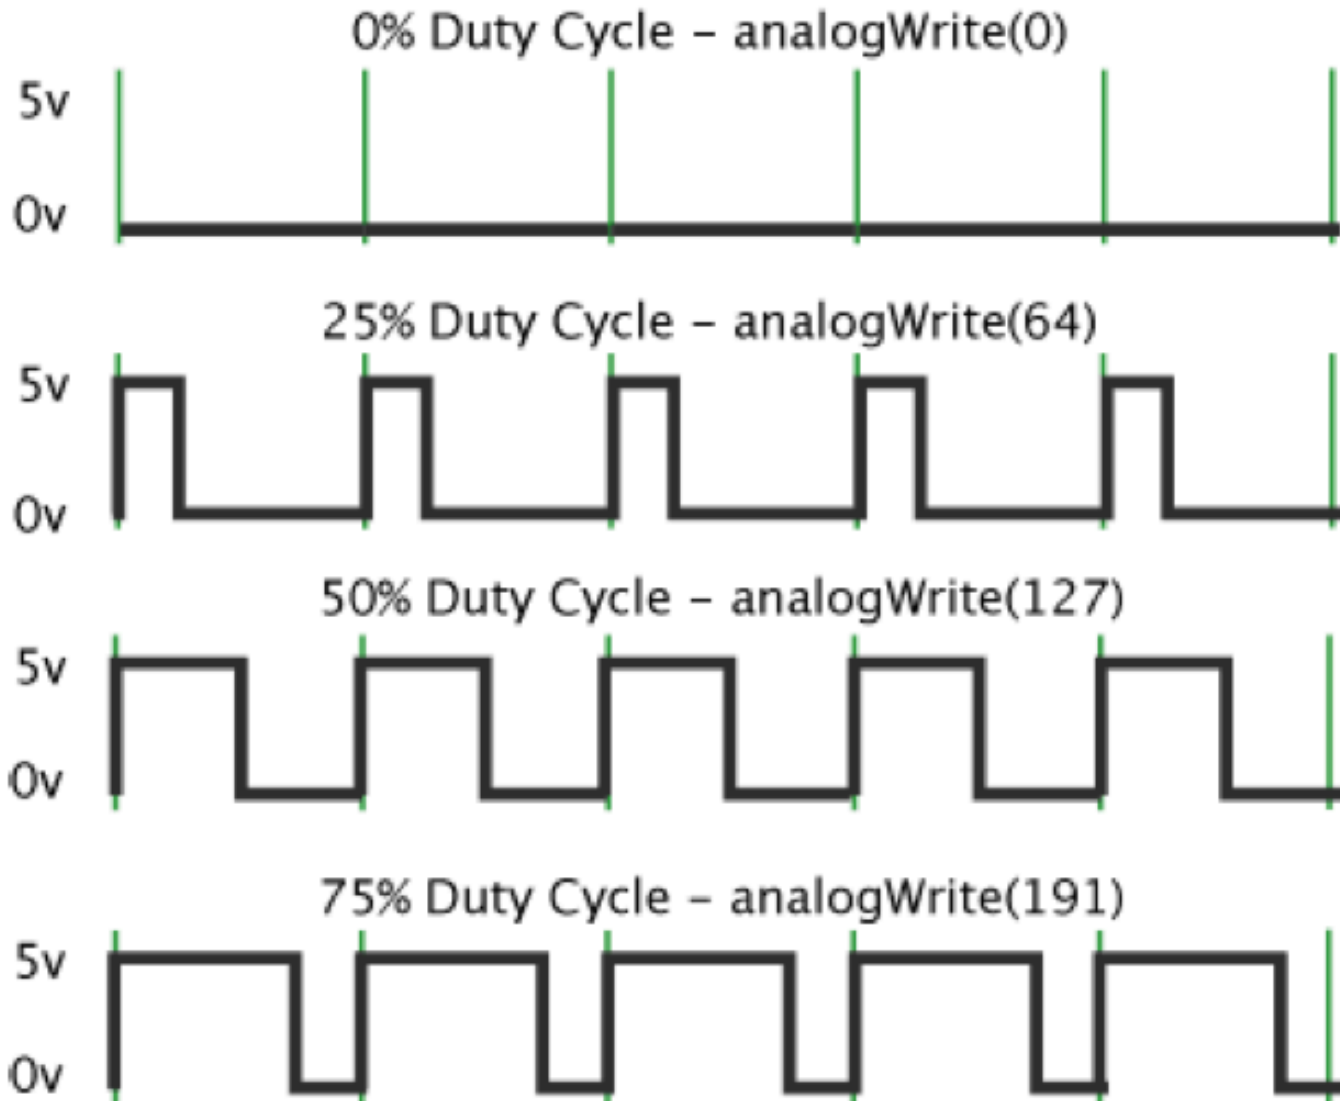 0% Duty Cycle – analogWrite(0)
5v
0v
25% Duty Cycle – analogWrite(64)
5v
0v
50% Duty Cycle – analogWrite(127)
5v
0v
75% Duty Cycle – analogWrite(191)
5v
0v